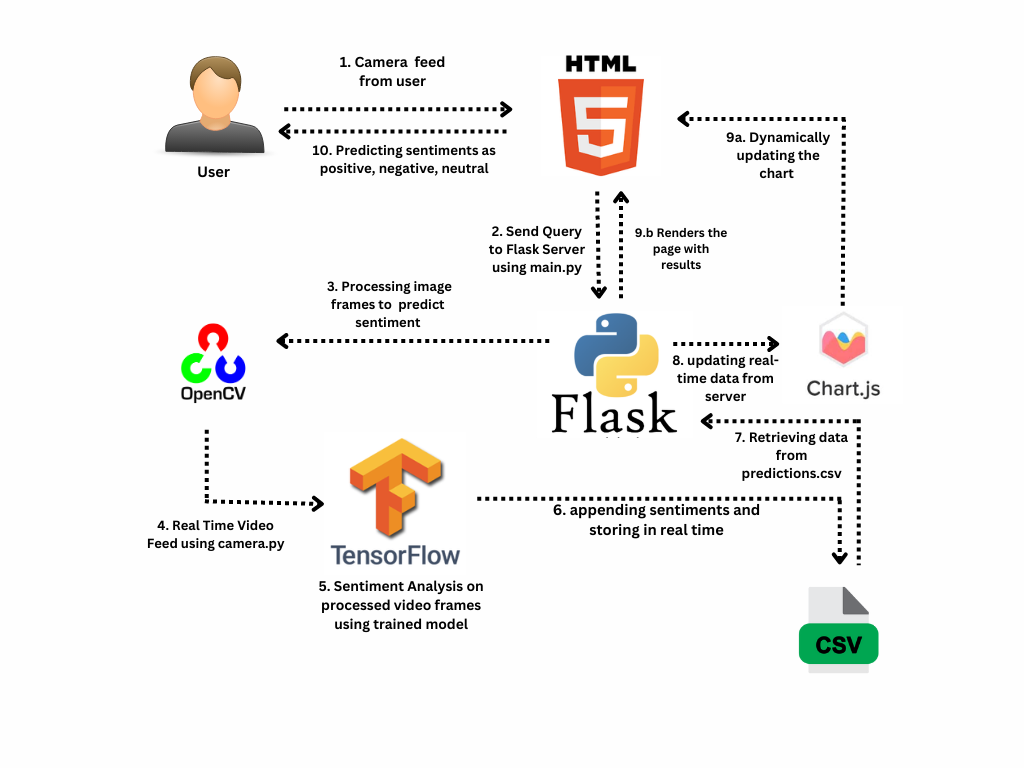 HTML
1. Camera feed
from user
10. Predicting sentiments as
positive, negative, neutral
User
9a. Dynamically
updating the
chart
2. Send Query
to Flask Server
using main.py
9.b Renders the
page with
results
3. Processing image
frames to predict
sentiment
OpenCV
Flask
8. updating real-
time data from
server
Chart.js
7. Retrieving data
from
predictions.csv
4. Real Time Video
Feed using camera.py
TensorFlow
5. Sentiment Analysis on
processed video frames
using trained model
6. appending sentiments and
storing in real time
CSV